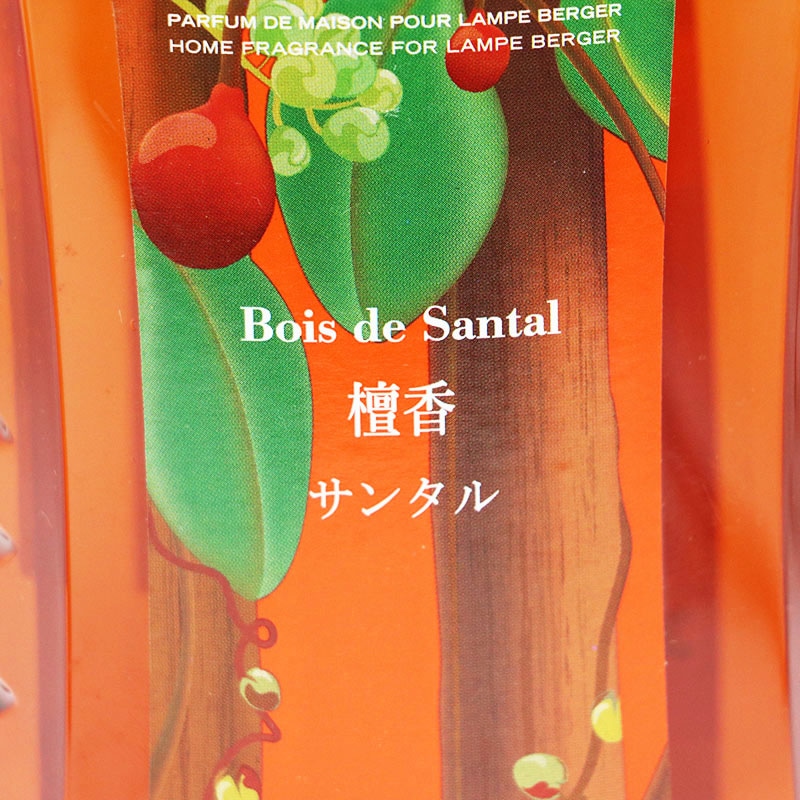 PARFUM DE MAISON POUR LAMPE BERGER
HOME FRAGRANCE FOR LAMPE BERGER
Bois de Santal
檀香
サンタル